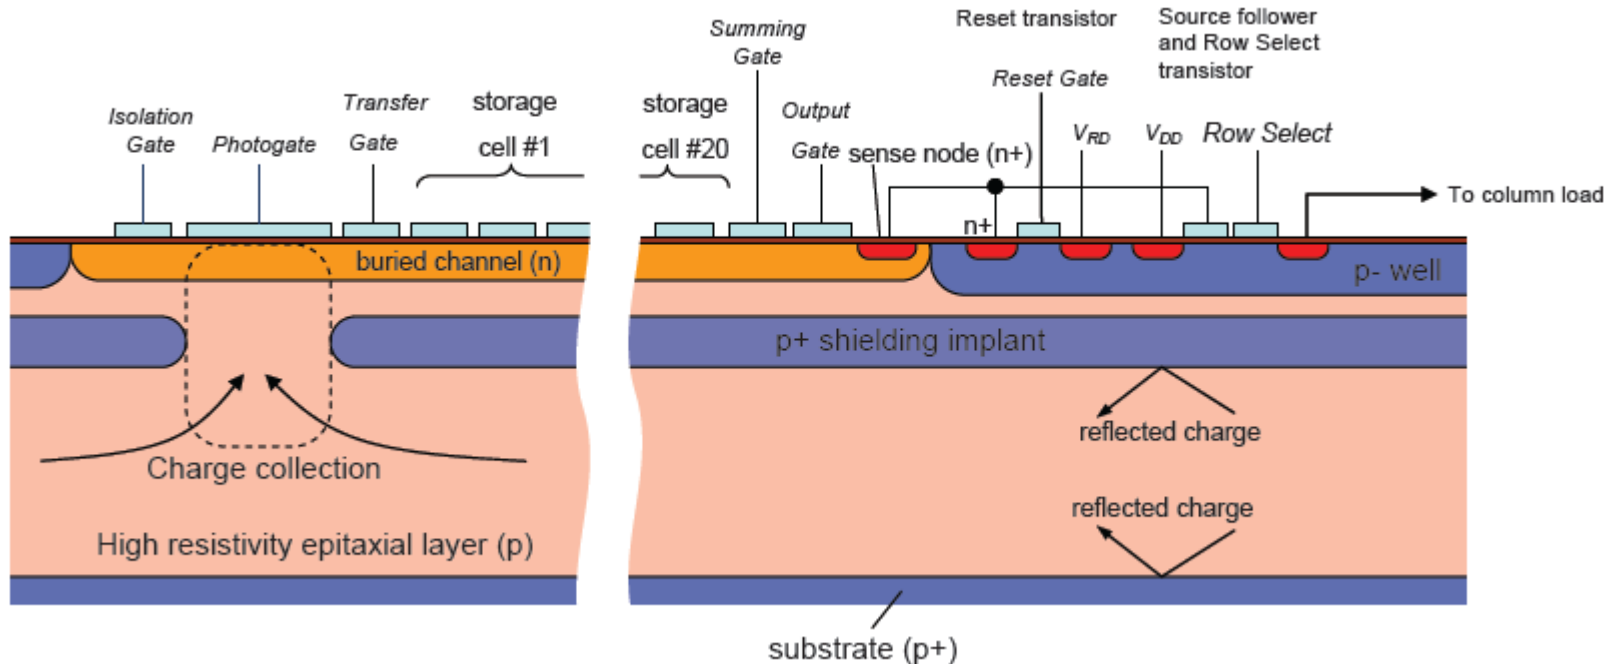 Isolation
Gate
Photogate
Transfer
Gate
storage
cell #1
storage
cell #20
Summing
Gate
Output
Gate
sense node (n+)
Reset transistor
Reset Gate
n+
VRD
VDD
Source follower
and Row Select
transistor
Row Select
To column load
buried channel (n)
p- well
p+ shielding implant
reflected charge
Charge collection
reflected charge
High resistivity epitaxial layer (p)
substrate (p+)